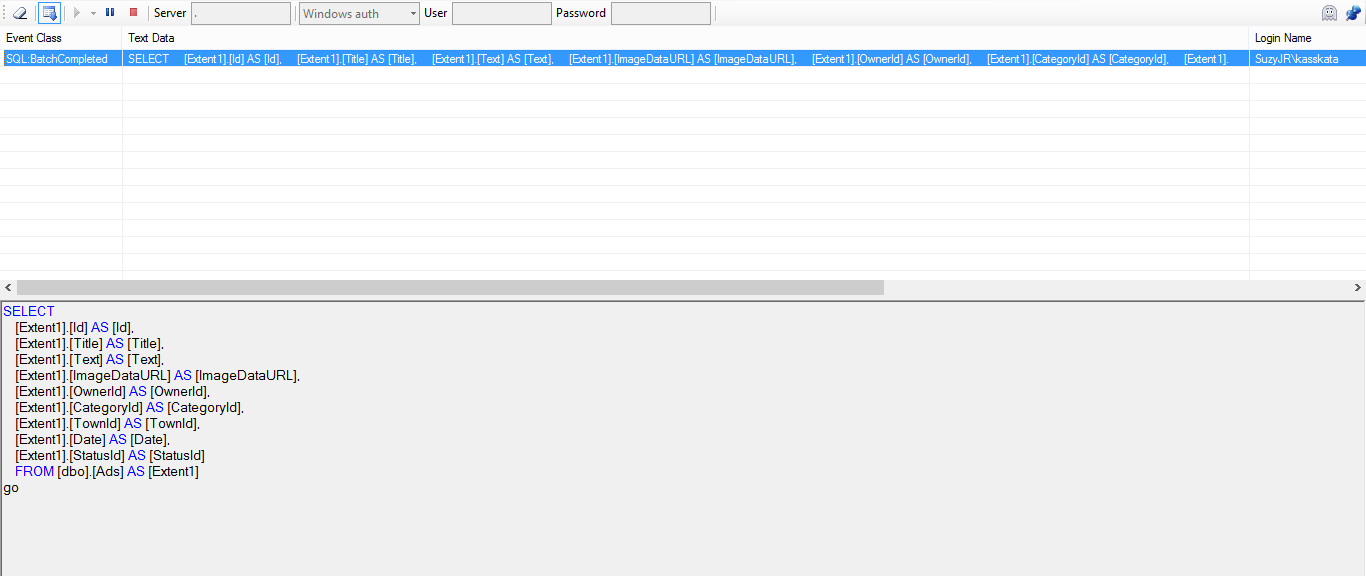 Server . Windows auth User Password
Event Class Text Data Login Name
SQL:BatchCompleted SELECT [Extent1].[Id] AS [Id], [Extent1].[Title] AS [Title], [Extent1].[Text] AS [Text], [Extent1].[ImageDataURL] AS [ImageDataURL], [Extent1].[OwnerId] AS [OwnerId], [Extent1].[CategoryId] AS [CategoryId], [Extent1]. SuzyJR\kasskata
SELECT
[Extent1].[Id] AS [Id],
[Extent1].[Title] AS [Title],
[Extent1].[Text] AS [Text],
[Extent1].[ImageDataURL] AS [ImageDataURL],
[Extent1].[OwnerId] AS [OwnerId],
[Extent1].[CategoryId] AS [CategoryId],
[Extent1].[TownId] AS [TownId],
[Extent1].[Date] AS [Date],
[Extent1].[StatusId] AS [StatusId]
FROM [dbo].[Ads] AS [Extent1]
go